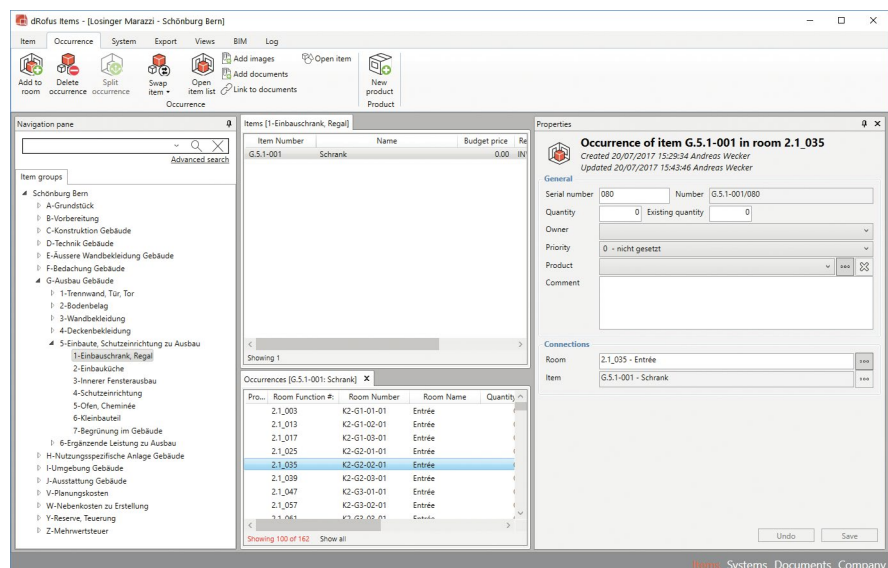 dRofus Items - [Losinger Marazzi - Schönburg Bern]
Item Occurrence System Export Views BIM Log
Add to room
Delete occurrence
Split occurrence
Swap item
Open item list
Add images
Add documents
Link to documents
Open item
New product
Occurrence Product
Navigation pane
Advanced search
Item groups
Schönburg Bern
A-Grundstück
B-Vorbereitung
C-Konstruktion Gebäude
D-Technik Gebäude
E-Äussere Wandbekleidung Gebäude
F-Bedachung Gebäude
G-Ausbau Gebäude
1-Trennwand, Tür, Tor
2-Bodenbelag
3-Wandbekleidung
4-Deckenbekleidung
5-Einbaute, Schutzeinrichtung zu Ausbau
1-Einbauschrank, Regal
2-Einbauküche
3-Innerer Fensterausbau
4-Schutzeinrichtung
5-Ofen, Cheminée
6-Kleinbauteil
7-Begrünung im Gebäude
6-Ergänzende Leistung zu Ausbau
H-Nutzungsspezifische Anlage Gebäude
I-Umgebung Gebäude
J-Ausstattung Gebäude
V-Planungskosten
W-Nebenkosten zu Erstellung
Y-Reserve, Teuerung
Z-Mehrwertsteuer
Items [1-Einbauschrank, Regal]
Item Number Name Budget price Re
G.5.1-001 Schrank 0.00 IN
Showing 1
Occurrences [G.5.1-001: Schrank] X
Pro... Room Function #: Room Number Room Name Quantity
2.1_003 K2-G1-01-01 Entrée
2.1_013 K2-G1-02-01 Entrée
2.1_017 K2-G1-03-01 Entrée
2.1_025 K2-G2-01-01 Entrée
2.1_035 K2-G2-02-01 Entrée
2.1_039 K2-G2-03-01 Entrée
2.1_047 K2-G3-01-01 Entrée
2.1_057 K2-G3-02-01 Entrée
2.1_061 K2-G3-03-01 Entrée
Showing 100 of 162 Show all
Properties
Occurrence of item G.5.1-001 in room 2.1_035
Created 20/07/2017 15:29:34 Andreas Wecker
Updated 20/07/2017 15:43:46 Andreas Wecker
General
Serial number 080 Number G.5.1-001/080
Quantity 0 Existing quantity 0
Owner
Priority 0 - nicht gesetzt
Product
Comment
Connections
Room 2.1_035 - Entrée
Item G.5.1-001 - Schrank
Undo Save
Items Systems Documents Company